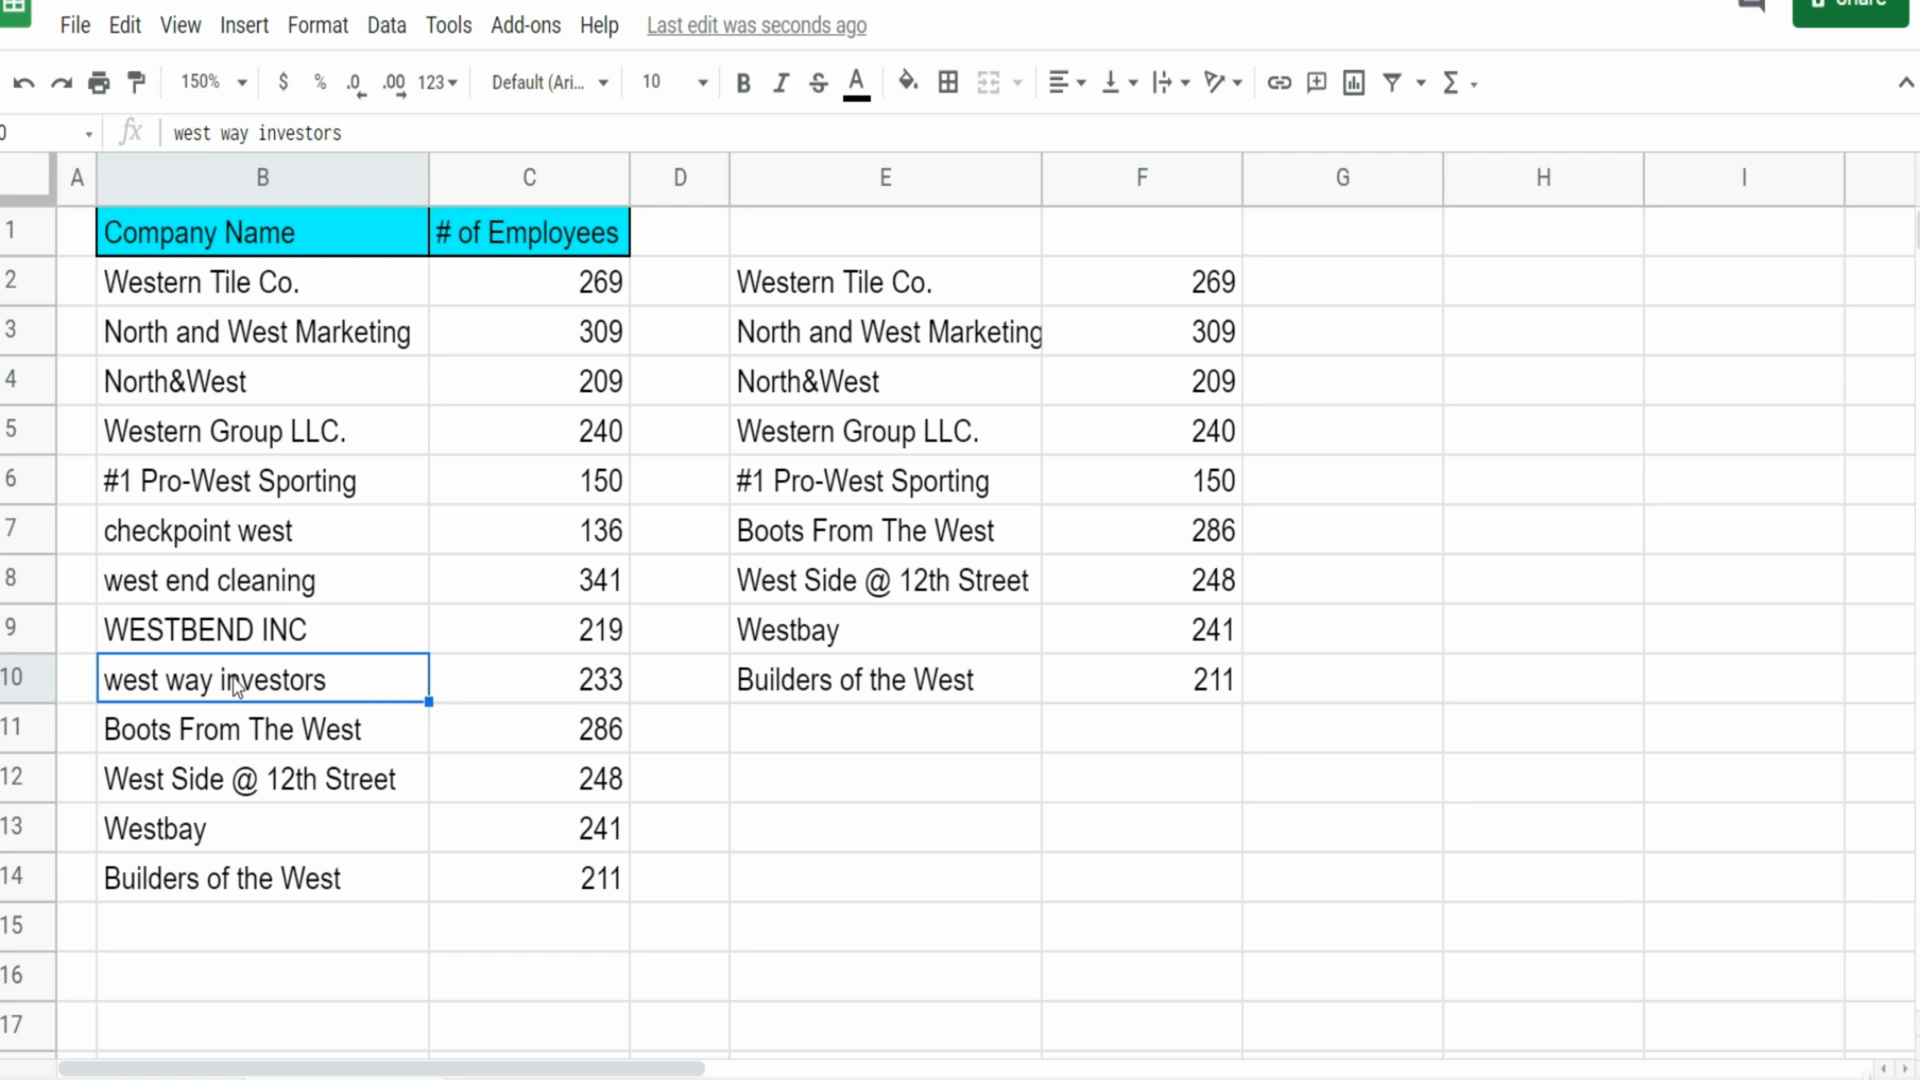 File Edit View Insert Format Data Tools Add-ons Help Last edit was seconds ago
150% $ % .0 .00 123 Default (Ari... 10 B I S A Σ
fx west way investors
A B C D E F G H I
1 Company Name # of Employees
2 Western Tile Co. 269 Western Tile Co. 269
3 North and West Marketing 309 North and West Marketing 309
4 North&West 209 North&West 209
5 Western Group LLC. 240 Western Group LLC. 240
6 #1 Pro-West Sporting 150 #1 Pro-West Sporting 150
7 checkpoint west 136 Boots From The West 286
8 west end cleaning 341 West Side @ 12th Street 248
9 WESTBEND INC 219 Westbay 241
10 west way investors 233 Builders of the West 211
11 Boots From The West 286
12 West Side @ 12th Street 248
13 Westbay 241
14 Builders of the West 211
15
16
17